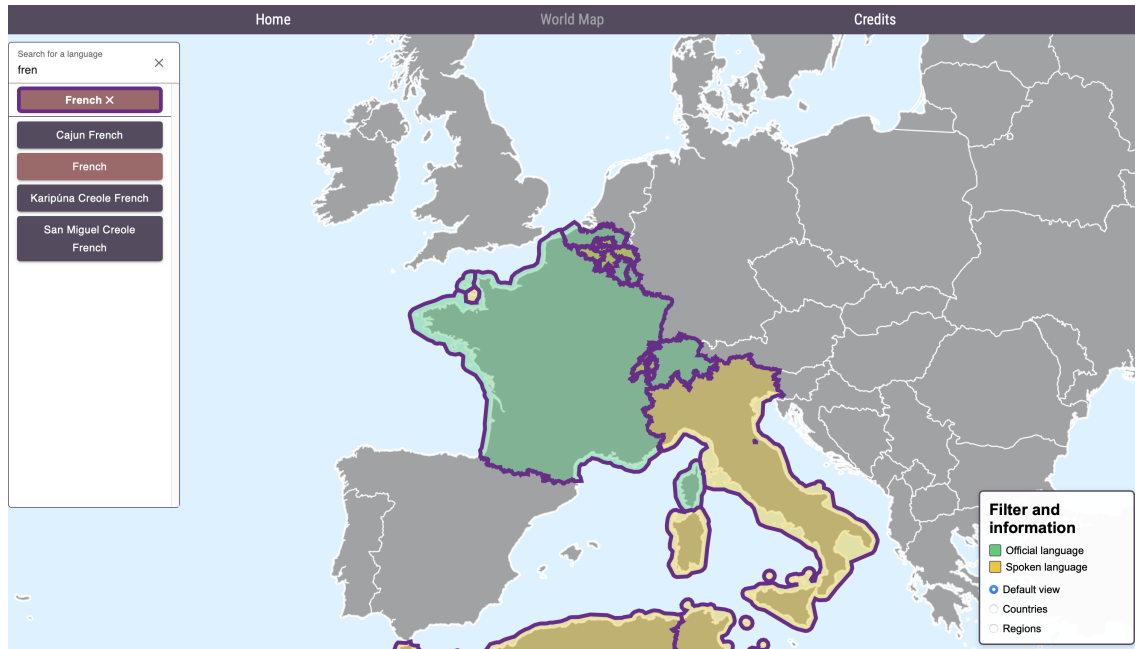 Home
World Map
Credits
Search for a language
fren
French
Cajun French
French
Karipúna Creole French
San Miguel Creole
French
Filter and
information
Official language
Spoken language
Default view
Countries
Regions